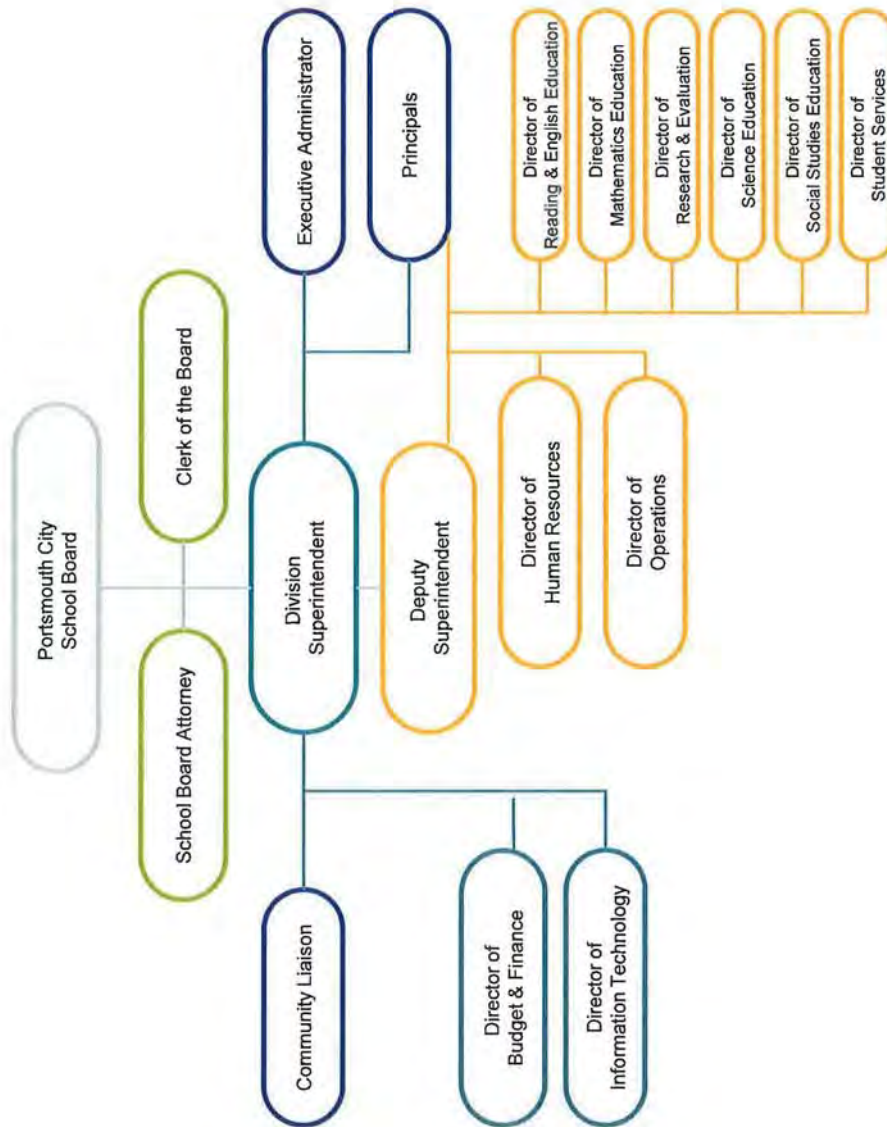 Portsmouth City
School Board
School Board Attorney
Clerk of the Board
Division
Superintendent
Community Liaison
Executive Administrator
Principals
Deputy
Superintendent
Director of
Budget & Finance
Director of
Information Technology
Director of
Human Resources
Director of
Operations
Director of
Reading & English Education
Director of
Mathematics Education
Director of
Research & Evaluation
Director of
Science Education
Director of
Social Studies Education
Director of
Student Services